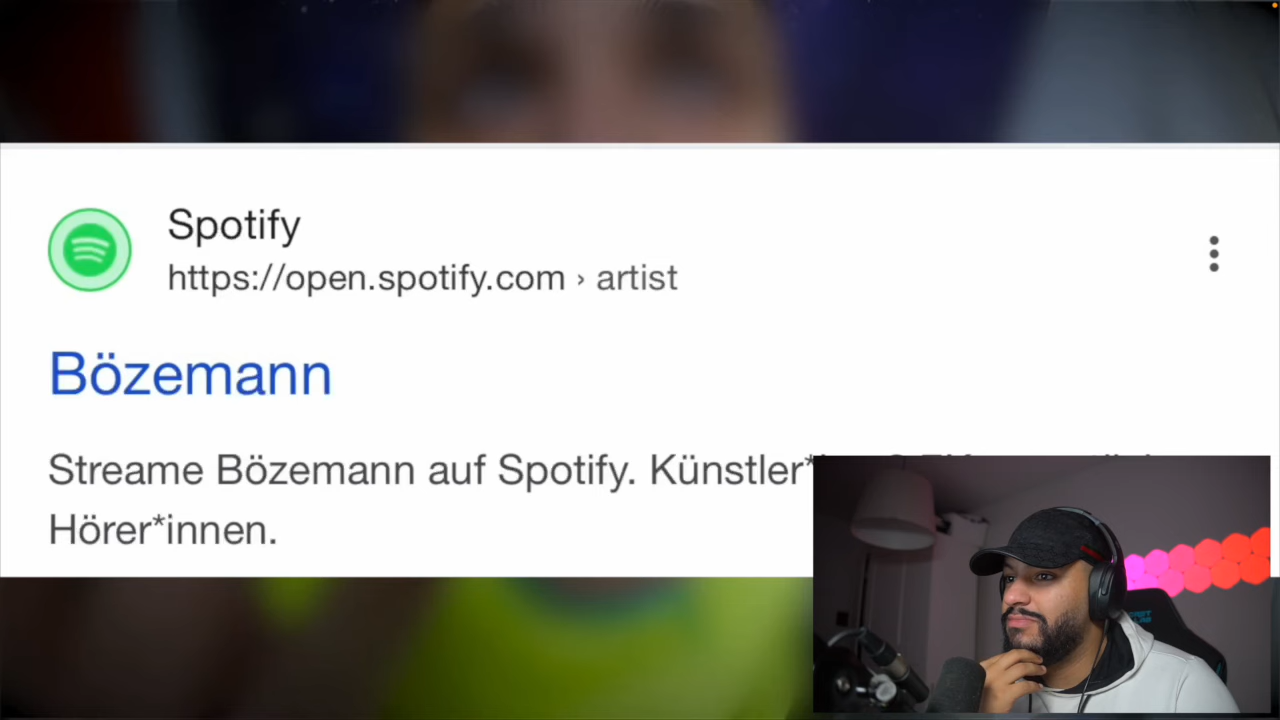 Spotify
https://open.spotify.com › artist
Bözemann
Streame Bözemann auf Spotify. Künstler*
Hörer*innen.